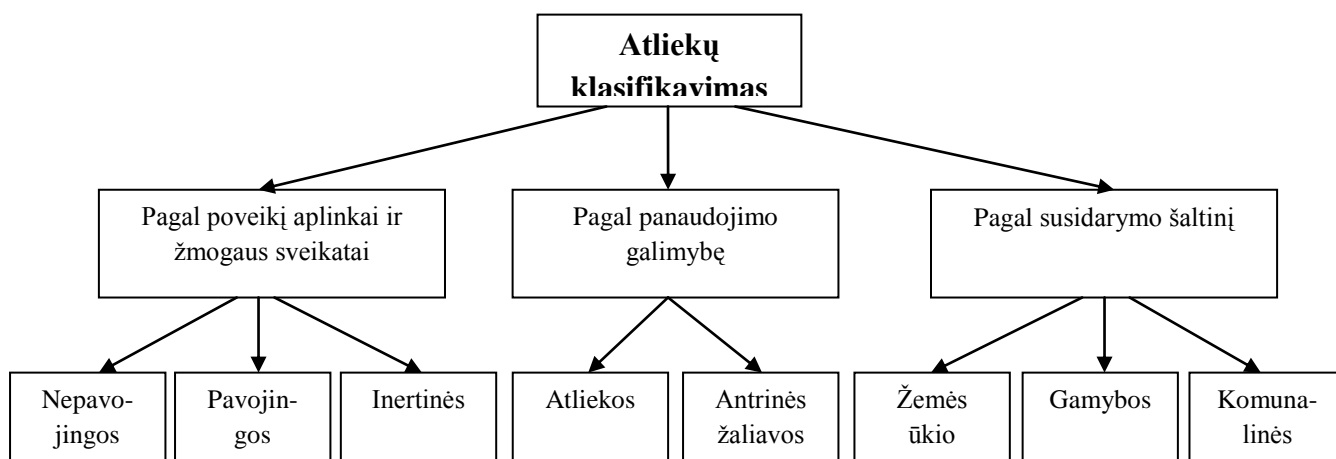 Atliekų
klasifikavimas
Pagal poveikį aplinkai ir
žmogaus sveikatai
Pagal panaudojimo
galimybę
Pagal susidarymo šaltinį
Nepavo-
jingos
Pavojin-
gos
Inertinės
Atliekos
Antrinės
žaliavos
Žemės
ūkio
Gamybos
Komuna-
linės